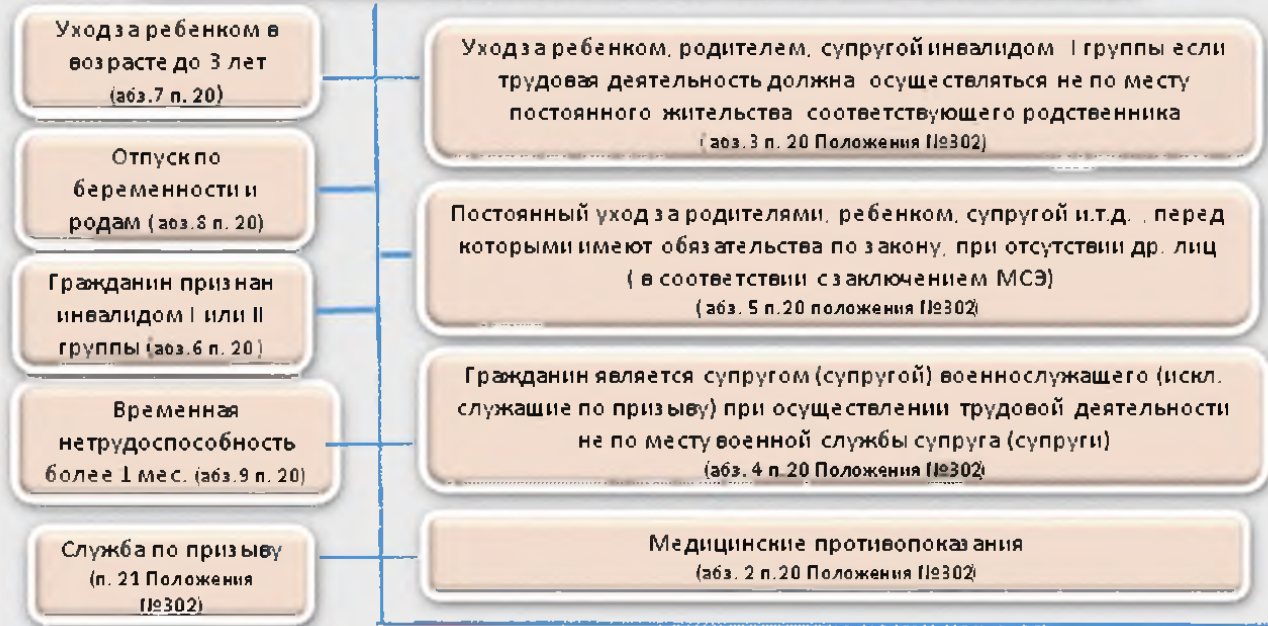 Уход за ребенком в
возрасте до 3 лет
(абз.7 п. 20)
Отпуск по
беременности и
родам (абз.8 п. 20)
Гражданин признан
инвалидом I или II
группы (абз.6 п. 20)
Временная
нетрудоспособность
более 1 мес. (абз.9 п. 20)
Служба по призыву
(п. 21 Положения
№302)
Уход за ребенком, родителем, супругой инвалидом I группы если
трудовая деятельность должна осуществляться не по месту
постоянного жительства соответствующего родственника
(абз.3 п. 20 Положения №302)
Постоянный уход за родителями, ребенком, супругой и.т.д. , перед
которыми имеют обязательства по закону, при отсутствии др. лиц
( в соответствии с заключением МСЭ)
(абз. 5 п.20 положения №302)
Гражданин является супругом (супругой) военнослужащего (искл.
служащие по призыву) при осуществлении трудовой деятельности
не по месту военной службы супруга (супруги)
(абз. 4 п.20 Положения №302)
Медицинские противопоказания
(абз. 2 п.20 Положения №302)